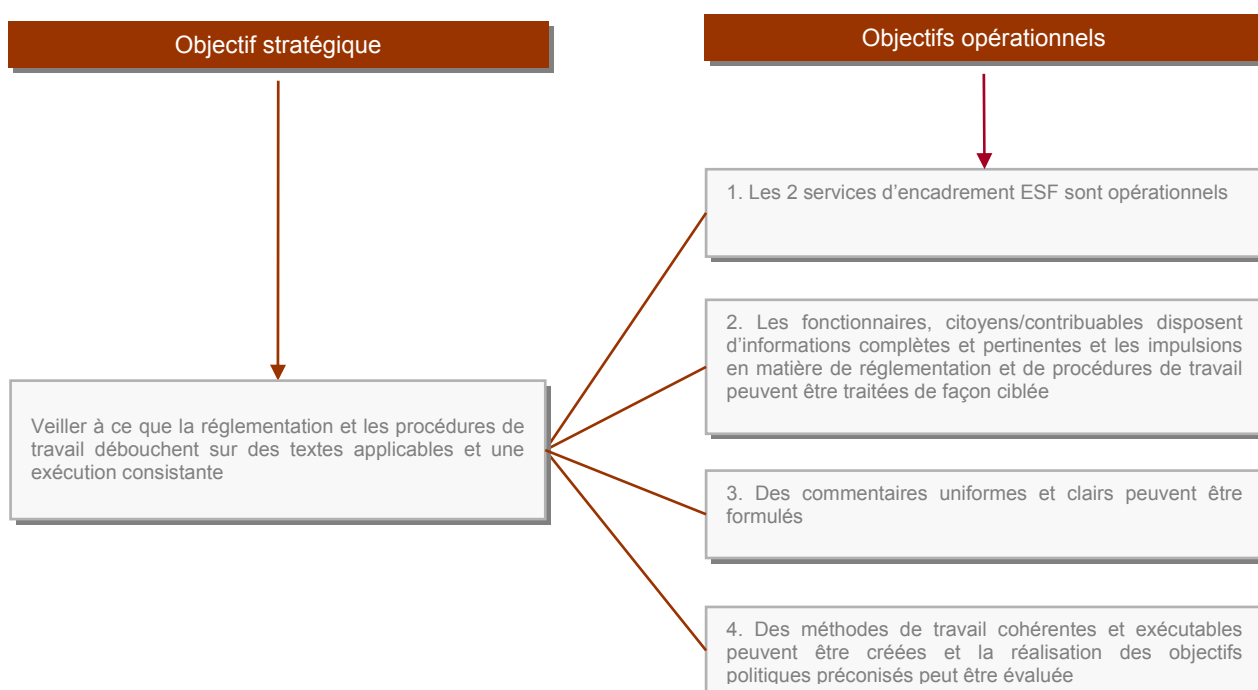 Objectif stratégique
Objectifs opérationnels
1. Les 2 services d'encadrement ESF sont opérationnels
2. Les fonctionnaires, citoyens/contribuables disposent
d'informations complètes et pertinentes et les impulsions
en matière de réglementation et de procédures de travail
peuvent être traitées de façon ciblée
Veiller à ce que la réglementation et les procédures de
travail débouchent sur des textes applicables et une
exécution consistante
3. Des commentaires uniformes et clairs peuvent être
formulés
4. Des méthodes de travail cohérentes et exécutables
peuvent être créées et la réalisation des objectifs
politiques préconisés peut être évaluée